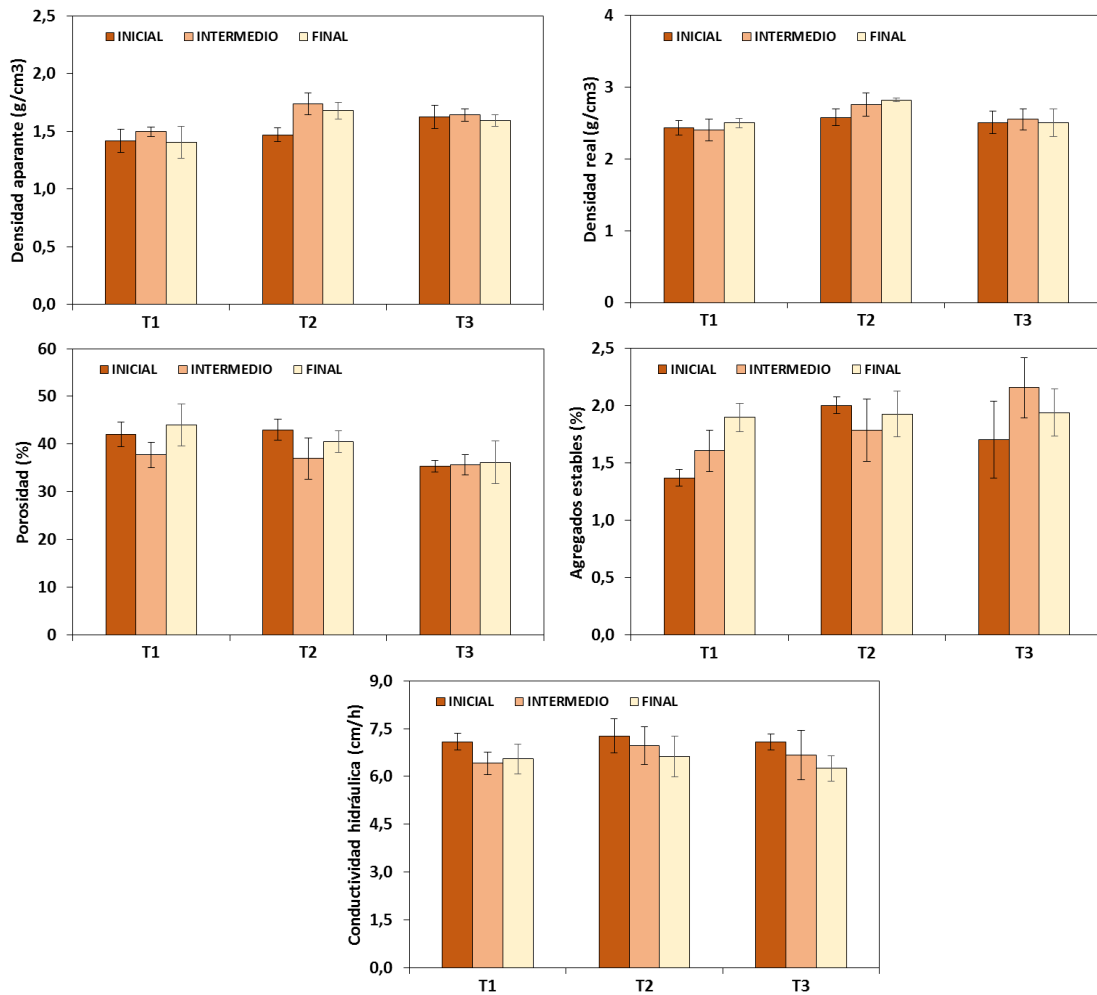 Densidad aparante (g/cm3)
2,5
2,0
1,5
1,0
0,5
0,0
INICIAL INTERMEDIO FINAL
T1 T2 T3
Densidad real (g/cm3)
4
3
2
1
0
INICIAL INTERMEDIO FINAL
T1 T2 T3
Porosidad (%)
60
50
40
30
20
10
0
INICIAL INTERMEDIO FINAL
T1 T2 T3
Agregados estables (%)
2,5
2,0
1,5
1,0
0,5
0,0
INICIAL INTERMEDIO FINAL
T1 T2 T3
Conductividad hidráulica (cm/h)
9,0
7,5
6,0
4,5
3,0
1,5
0,0
INICIAL INTERMEDIO FINAL
T1 T2 T3